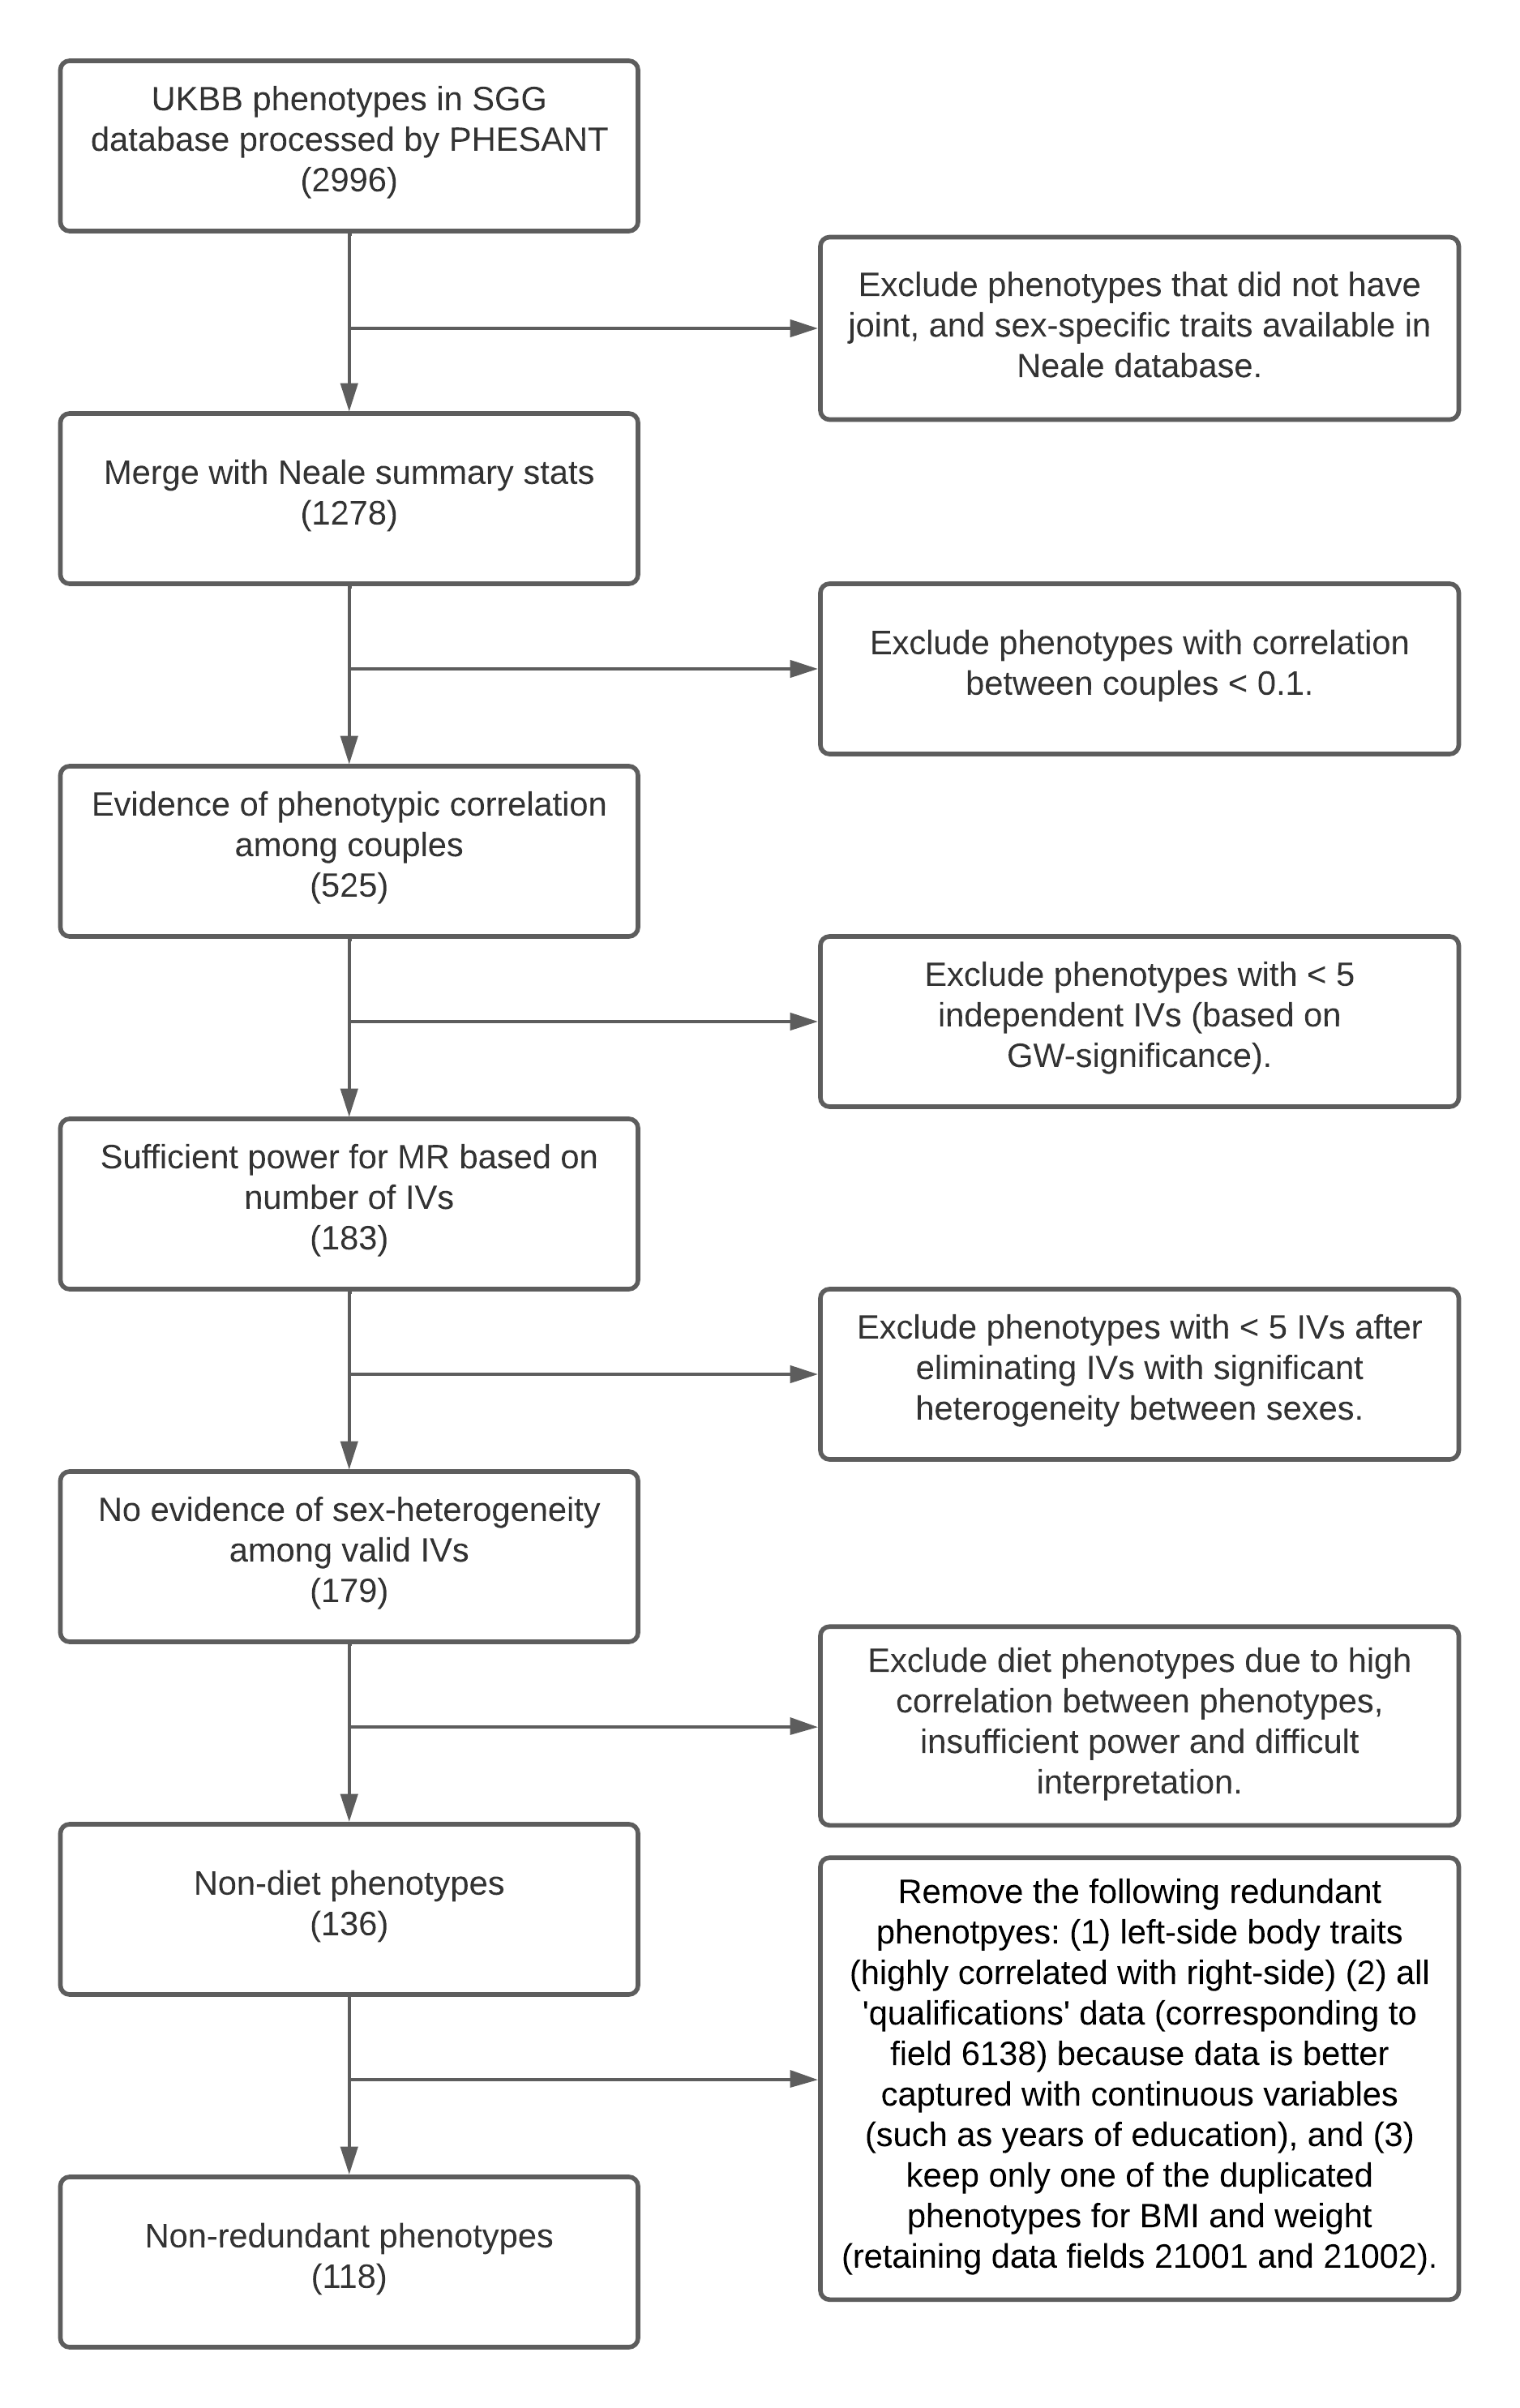 UKBB phenotypes in SGG
database processed by PHESANT
(2996)
Exclude phenotypes that did not have
joint, and sex-specific traits available in
Neale database.
Merge with Neale summary stats
(1278)
Exclude phenotypes with correlation
between couples < 0.1.
Evidence of phenotypic correlation
among couples
(525)
Exclude phenotypes with < 5
independent IVs (based on
GW-significance).
Sufficient power for MR based on
number of IVs
(183)
Exclude phenotypes with < 5 IVs after
eliminating IVs with significant
heterogeneity between sexes.
No evidence of sex-heterogeneity
among valid IVs
(179)
Exclude diet phenotypes due to high
correlation between phenotypes,
insufficient power and difficult
interpretation.
Non-diet phenotypes
(136)
Remove the following redundant
phenotpyes: (1) left-side body traits
(highly correlated with right-side) (2) all
'qualifications' data (corresponding to
field 6138) because data is better
captured with continuous variables
(such as years of education), and (3)
keep only one of the duplicated
phenotypes for BMI and weight
(retaining data fields 21001 and 21002).
Non-redundant phenotypes
(118)